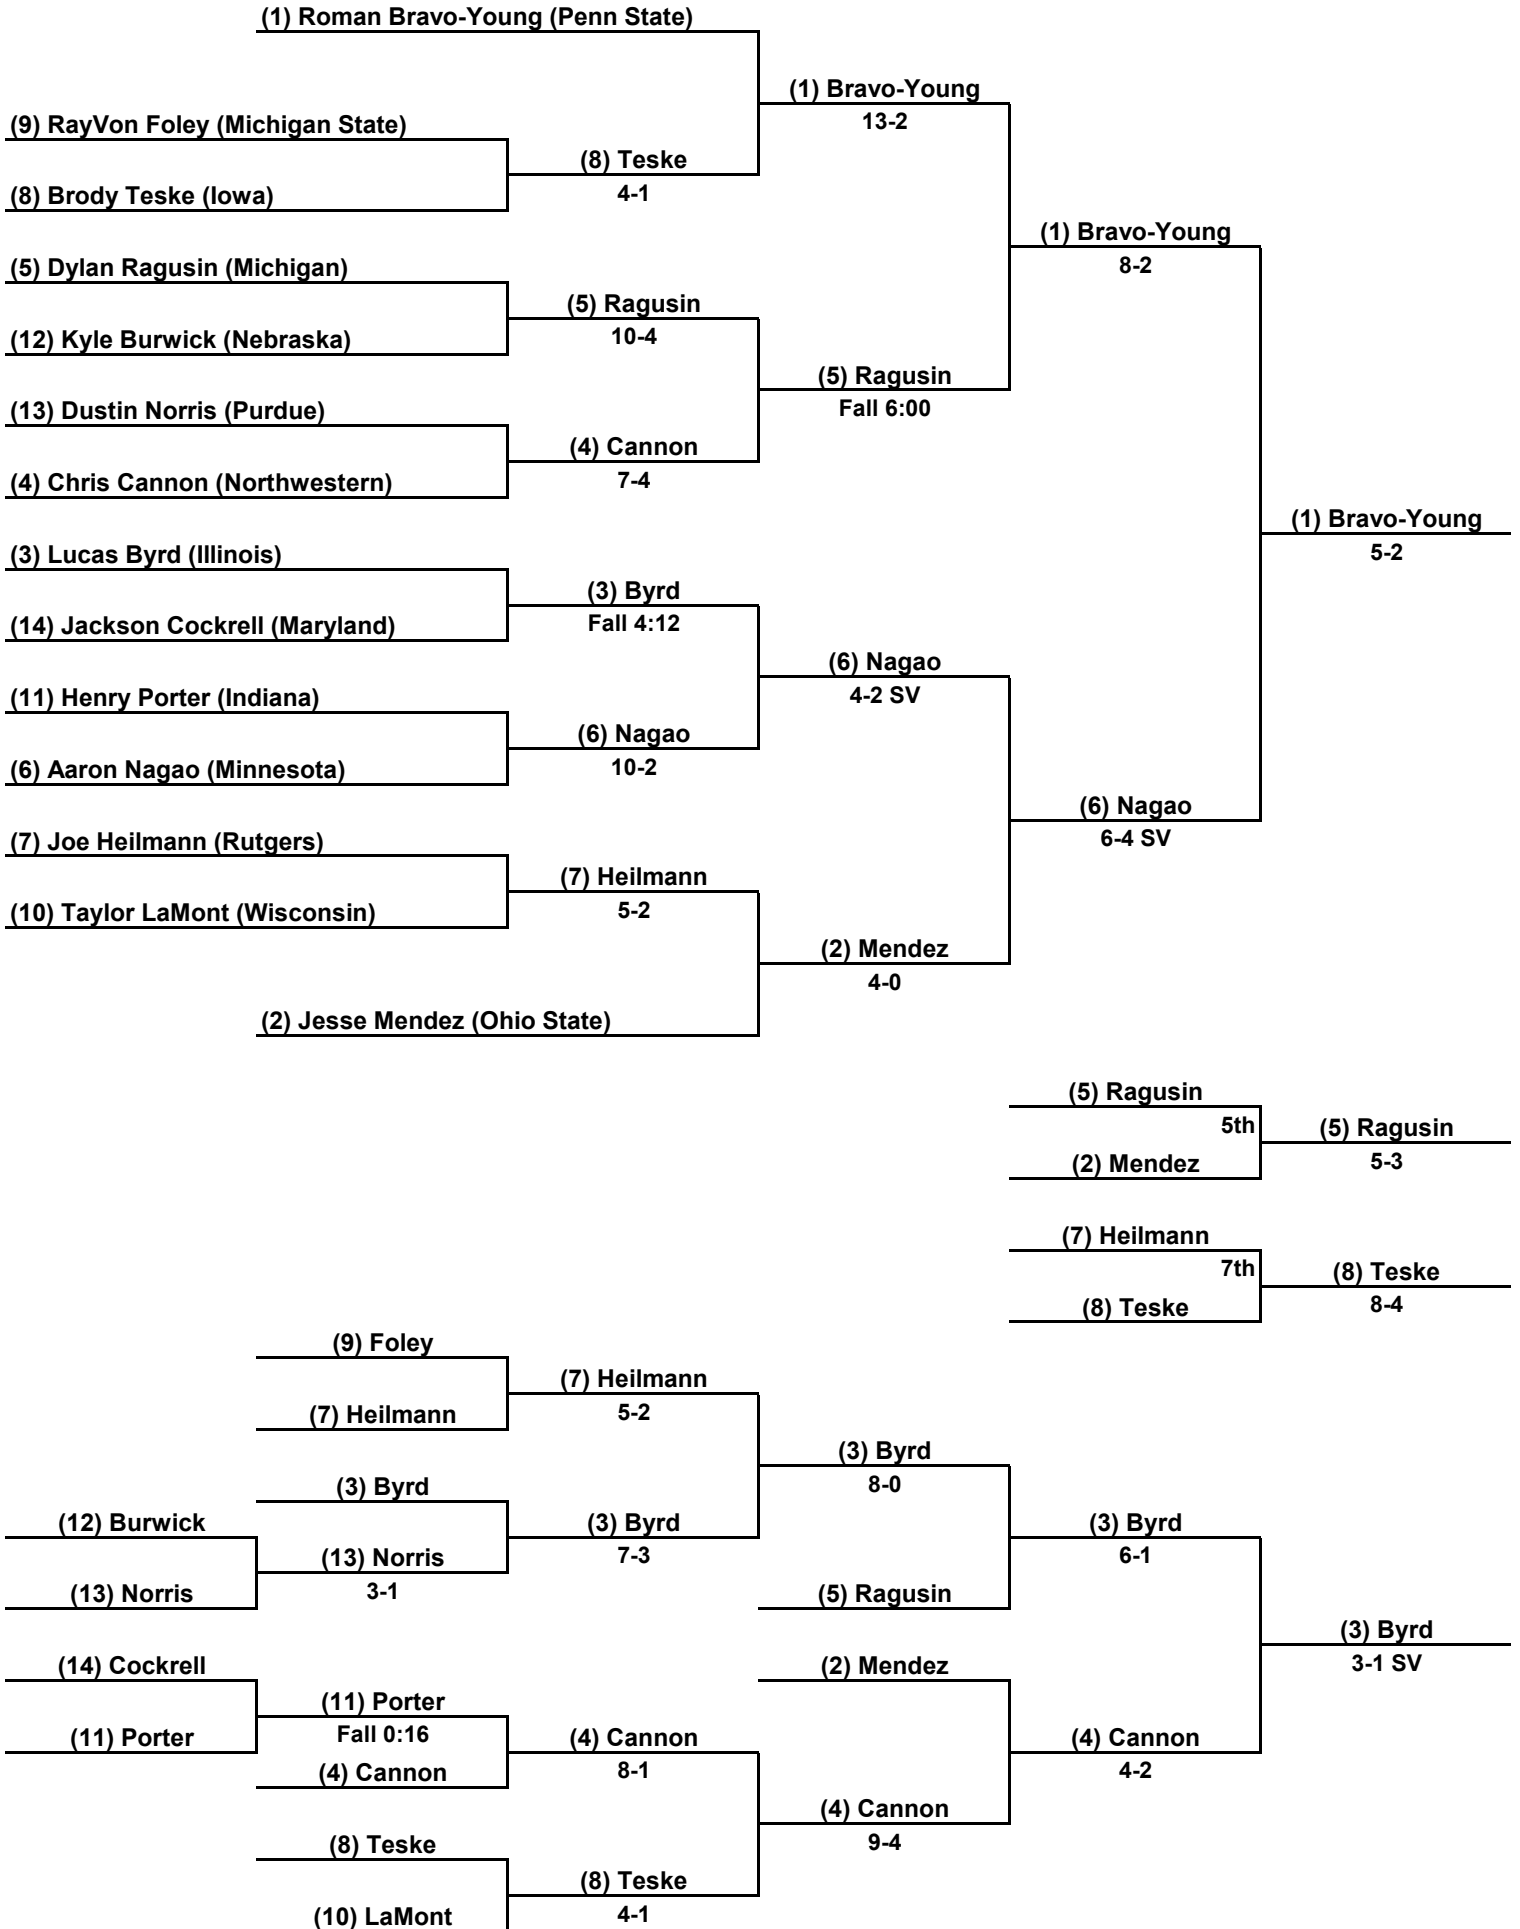 (1) Roman Bravo-Young (Penn State)
(1) Bravo-Young
13-2
(9) RayVon Foley (Michigan State)
(8) Teske
4-1
(8) Brody Teske (Iowa)
(1) Bravo-Young
8-2
(5) Dylan Ragusin (Michigan)
(5) Ragusin
10-4
(12) Kyle Burwick (Nebraska)
(5) Ragusin
Fall 6:00
(13) Dustin Norris (Purdue)
(4) Cannon
7-4
(4) Chris Cannon (Northwestern)
(1) Bravo-Young
5-2
(3) Lucas Byrd (Illinois)
(3) Byrd
Fall 4:12
(14) Jackson Cockrell (Maryland)
(6) Nagao
4-2 SV
(11) Henry Porter (Indiana)
(6) Nagao
10-2
(6) Aaron Nagao (Minnesota)
(6) Nagao
6-4 SV
(7) Joe Heilmann (Rutgers)
(7) Heilmann
5-2
(10) Taylor LaMont (Wisconsin)
(2) Mendez
4-0
(2) Jesse Mendez (Ohio State)
(5) Ragusin
5th
(5) Ragusin
5-3
(2) Mendez
(7) Heilmann
7th
(8) Teske
8-4
(8) Teske
(9) Foley
(7) Heilmann
5-2
(7) Heilmann
(3) Byrd
8-0
(3) Byrd
(12) Burwick
(3) Byrd
7-3
(3) Byrd
6-1
(13) Norris
3-1
(13) Norris
(5) Ragusin
(3) Byrd
3-1 SV
(14) Cockrell
(2) Mendez
(11) Porter
Fall 0:16
(11) Porter
(4) Cannon
8-1
(4) Cannon
4-2
(4) Cannon
(4) Cannon
9-4
(8) Teske
(8) Teske
4-1
(10) LaMont